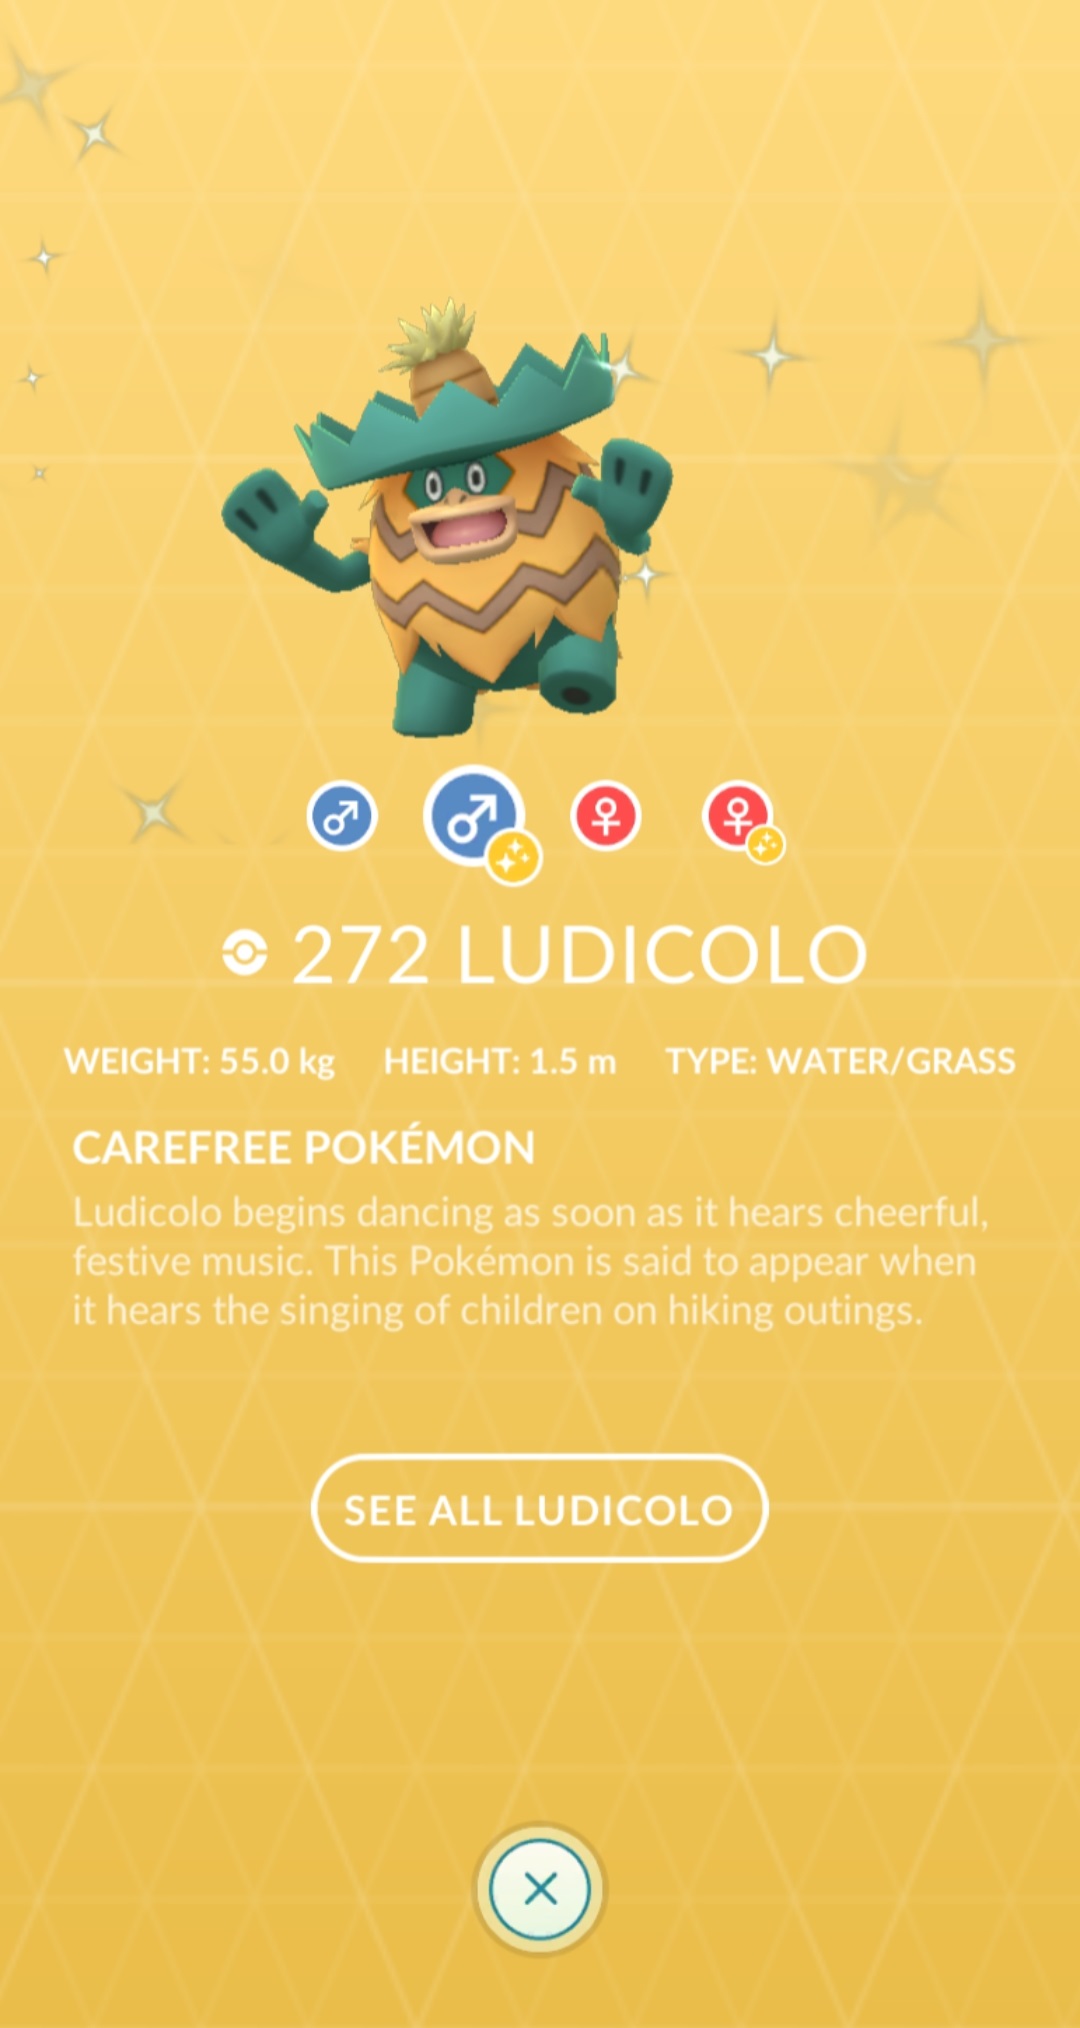 272 LUDICOLO
WEIGHT: 55.0 kg HEIGHT: 1.5 m TYPE: WATER/GRASS
CAREFREE POKÉMON
Ludicolo begins dancing as soon as it hears cheerful,
festive music. This Pokémon is said to appear when
it hears the singing of children on hiking outings.
SEE ALL LUDICOLO